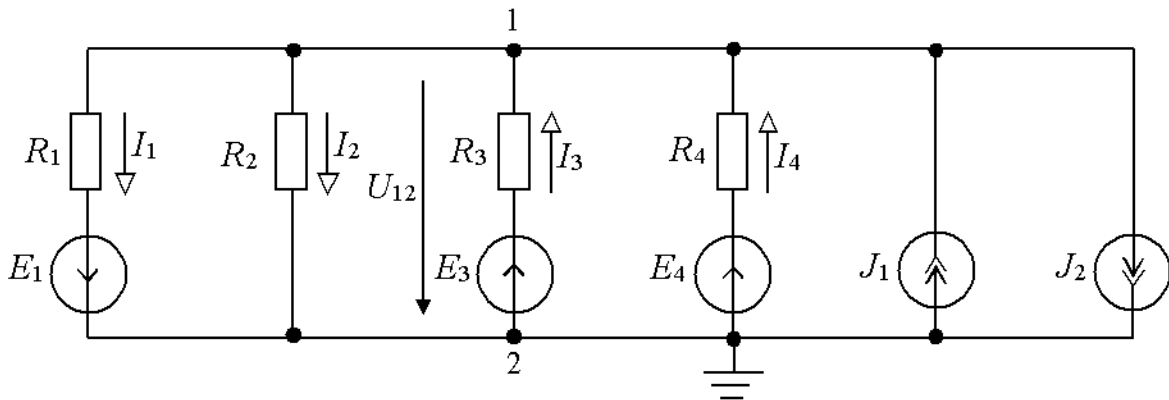 1
R₁
I₁
R₂
I₂
U₁₂
R₃
I₃
R₄
I₄
E₁
E₃
E₄
J₁
J₂
2